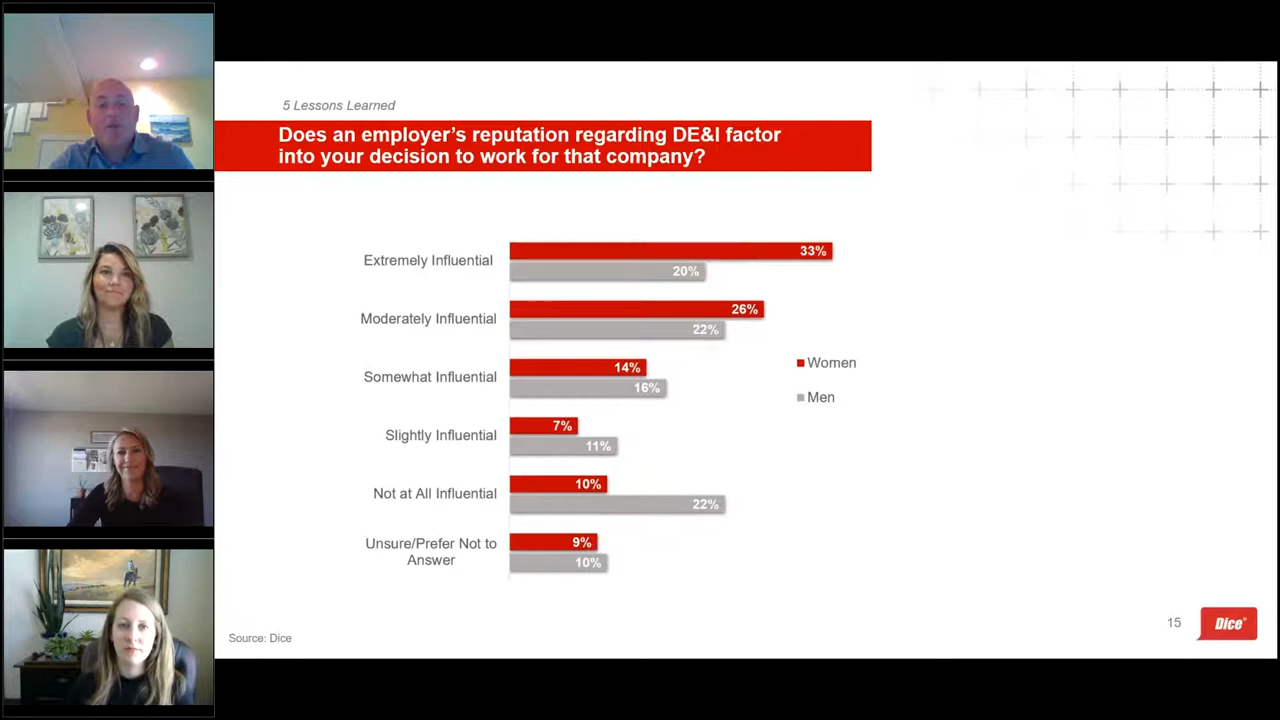 5 Lessons Learned
Does an employer's reputation regarding DE&I factor
into your decision to work for that company?
Extremely Influential
33%
20%
Moderately Influential
26%
22%
Somewhat Influential
14%
16%
Slightly Influential
7%
11%
Not at All Influential
10%
22%
Unsure/Prefer Not to
Answer
9%
10%
Women
Men
Source: Dice
15
Dice®